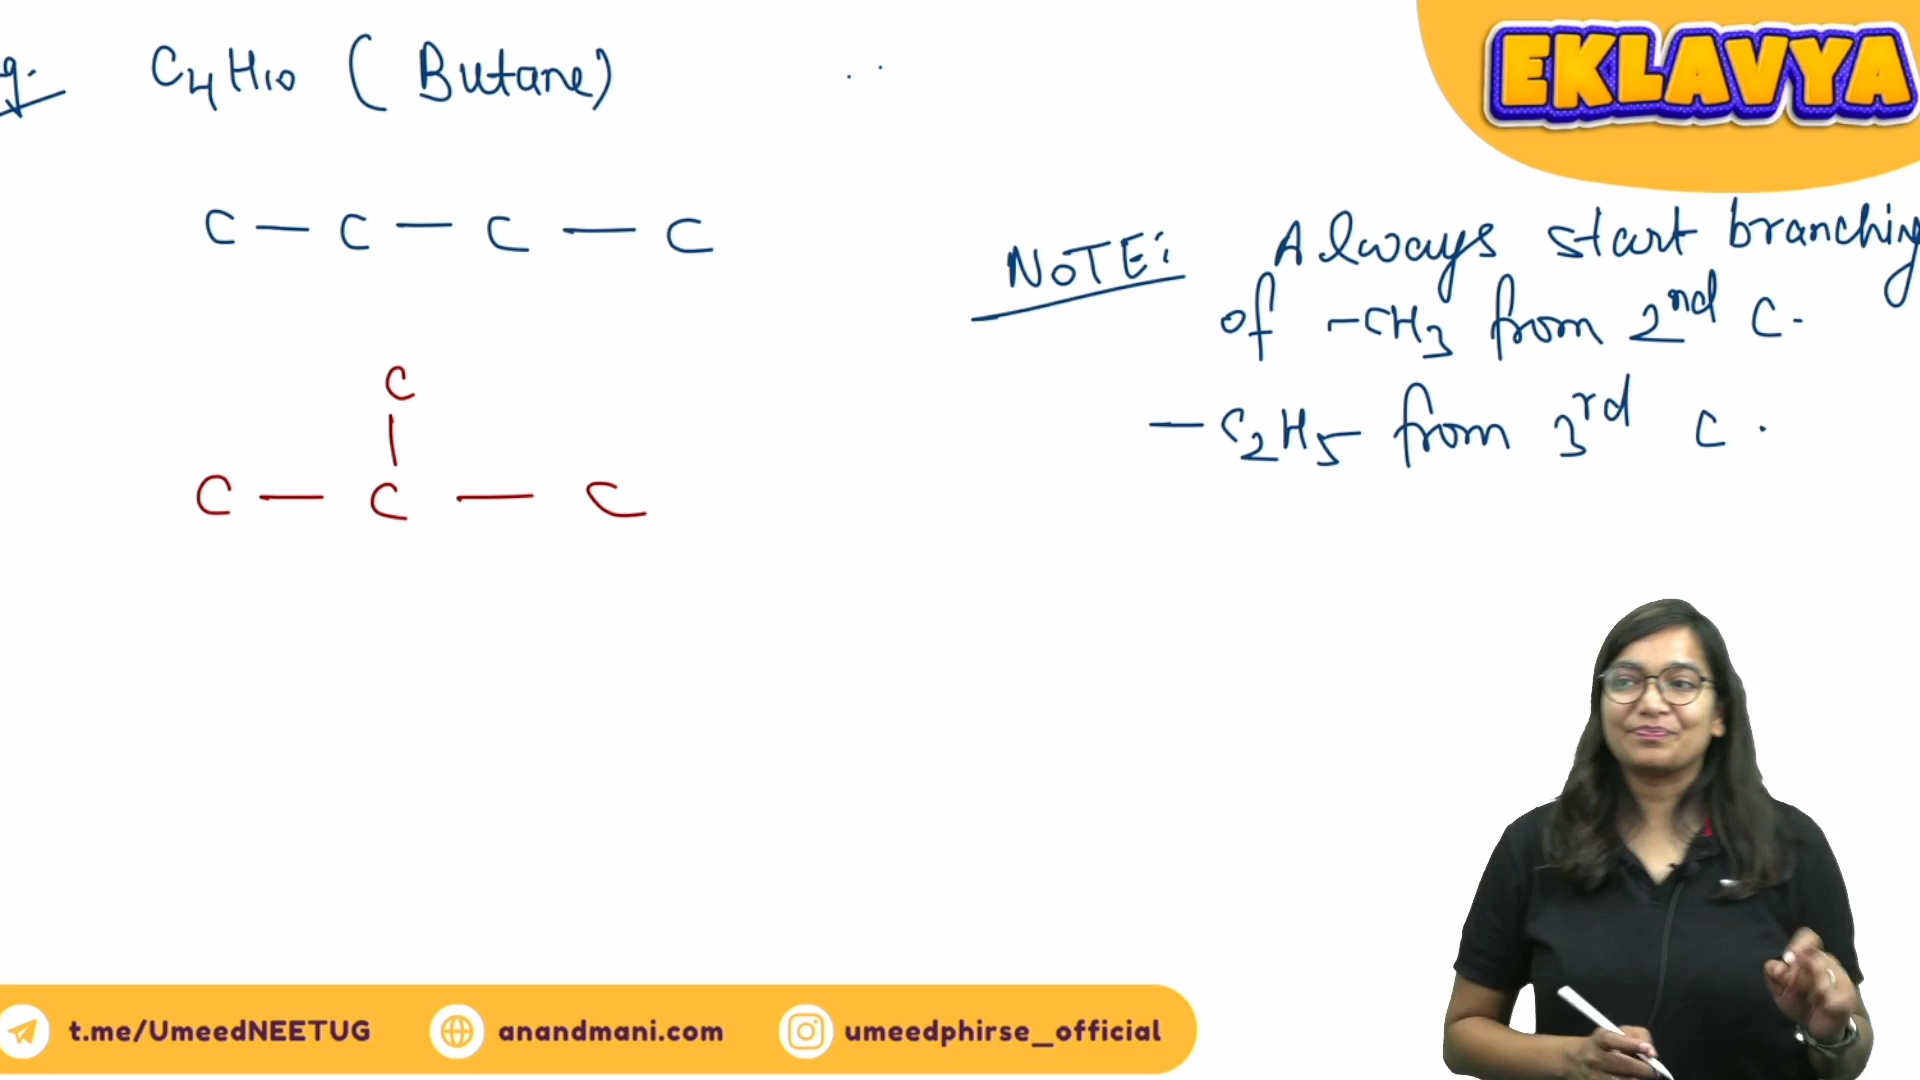 g.
C4H10 (Butane)
EKLAVYA
C — C — C — C
NOTE: Always start branching
of –CH3 from 2nd C.
– C2H5 from 3rd C.
C
|
C — C — C
t.me/UmeedNEETUG
anandmani.com
umeedphirse_official